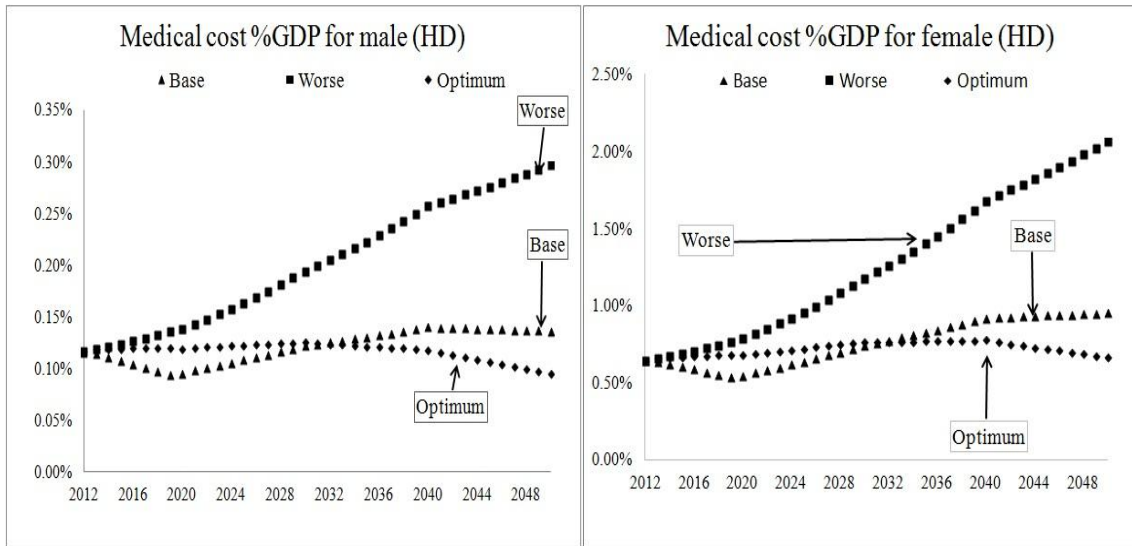 Medical cost %GDP for male (HD)
Base Worse Optimum
0.35%
0.30%
0.25%
0.20%
0.15%
0.10%
0.05%
0.00%
Worse
Base
Optimum
2012 2016 2020 2024 2028 2032 2036 2040 2044 2048
Medical cost %GDP for female (HD)
Base Worse Optimum
2.50%
2.00%
1.50%
1.00%
0.50%
0.00%
Worse
Base
Optimum
2012 2016 2020 2024 2028 2032 2036 2040 2044 2048